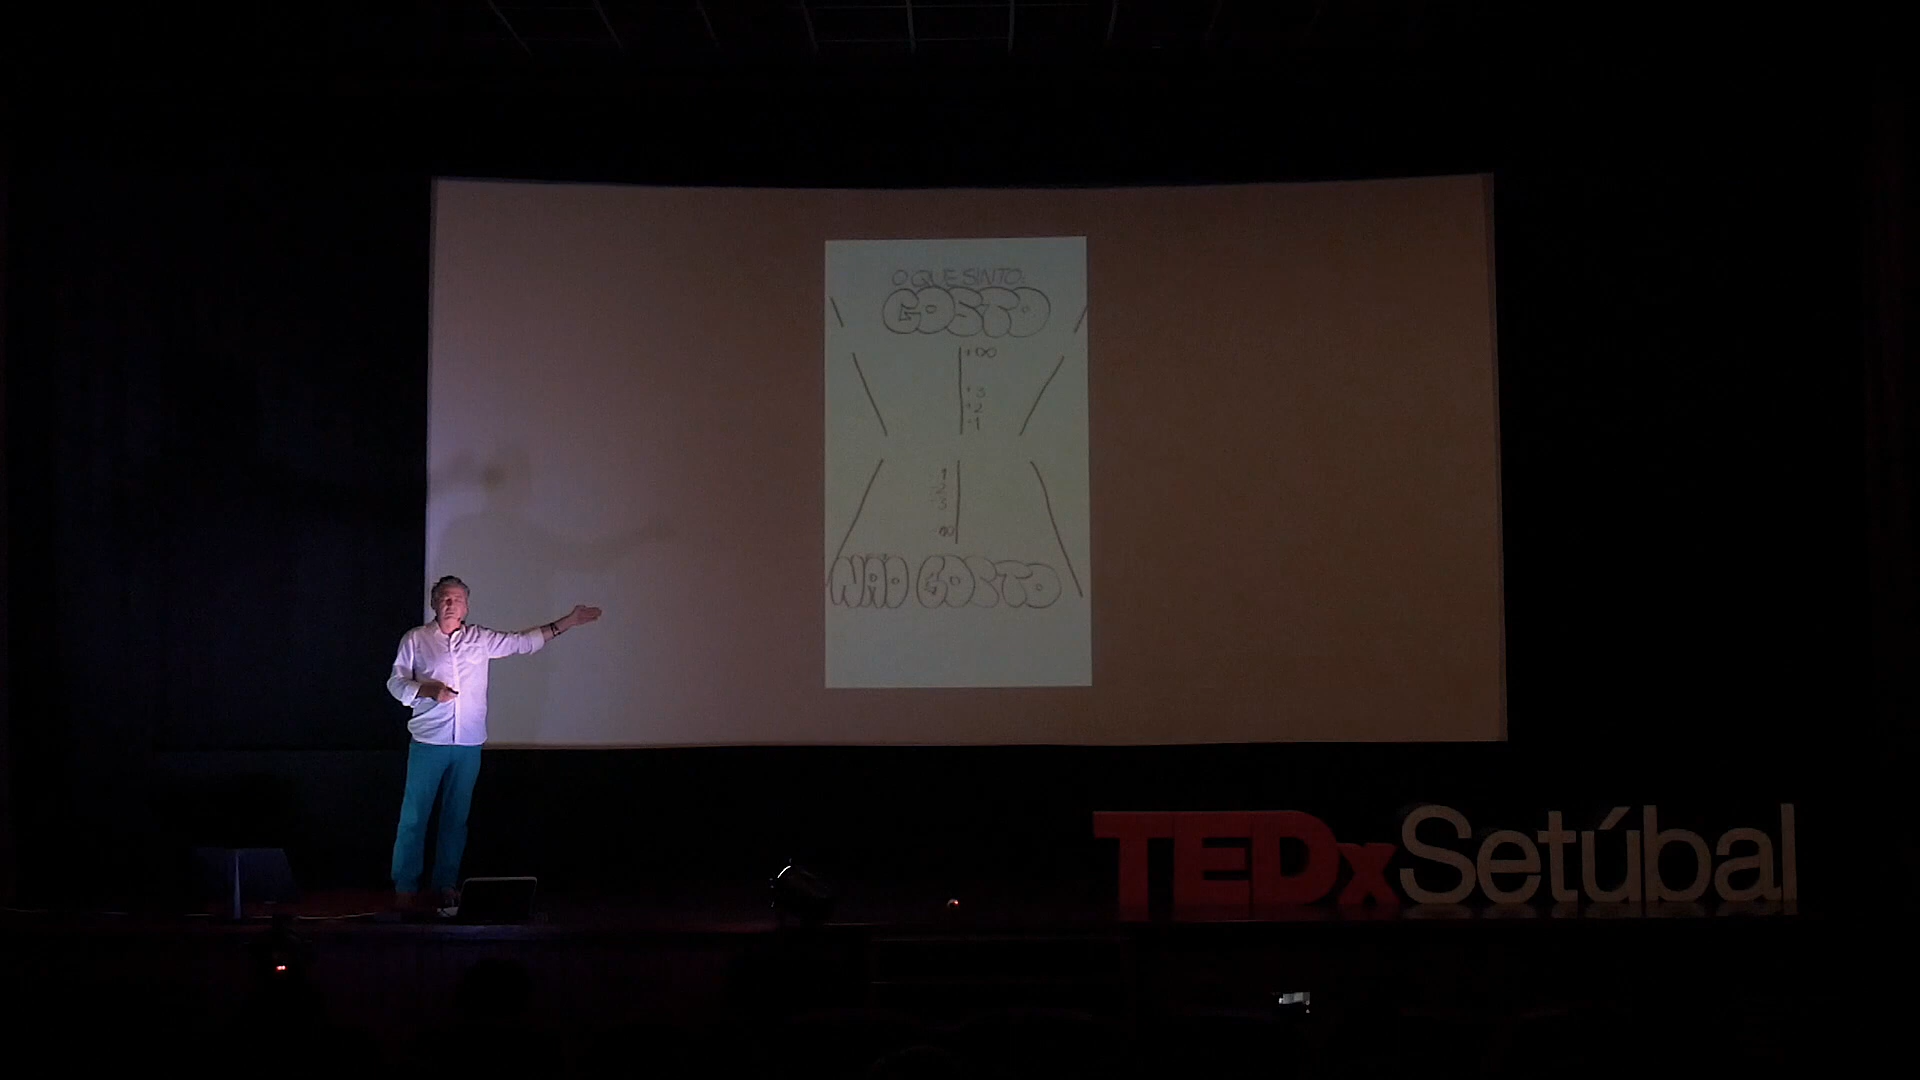 O QUE SINTO:
GOSTO
+∞
+3
+2
+1
1
2
3
∞
NÃO GOSTO
TEDxSetúbal